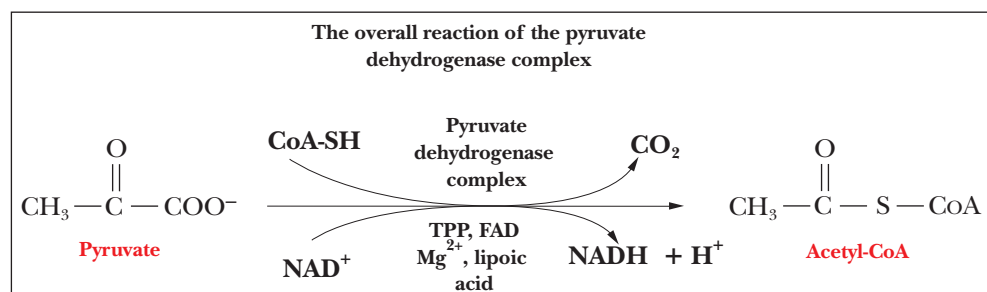 The overall reaction of the pyruvate
dehydrogenase complex
CoA-SH
Pyruvate
dehydrogenase
complex
CO₂
O
CH₃ — C — COO⁻
Pyruvate
NAD⁺
TPP, FAD
Mg²⁺, lipoic
acid
NADH + H⁺
O
CH₃ — C — S — CoA
Acetyl-CoA